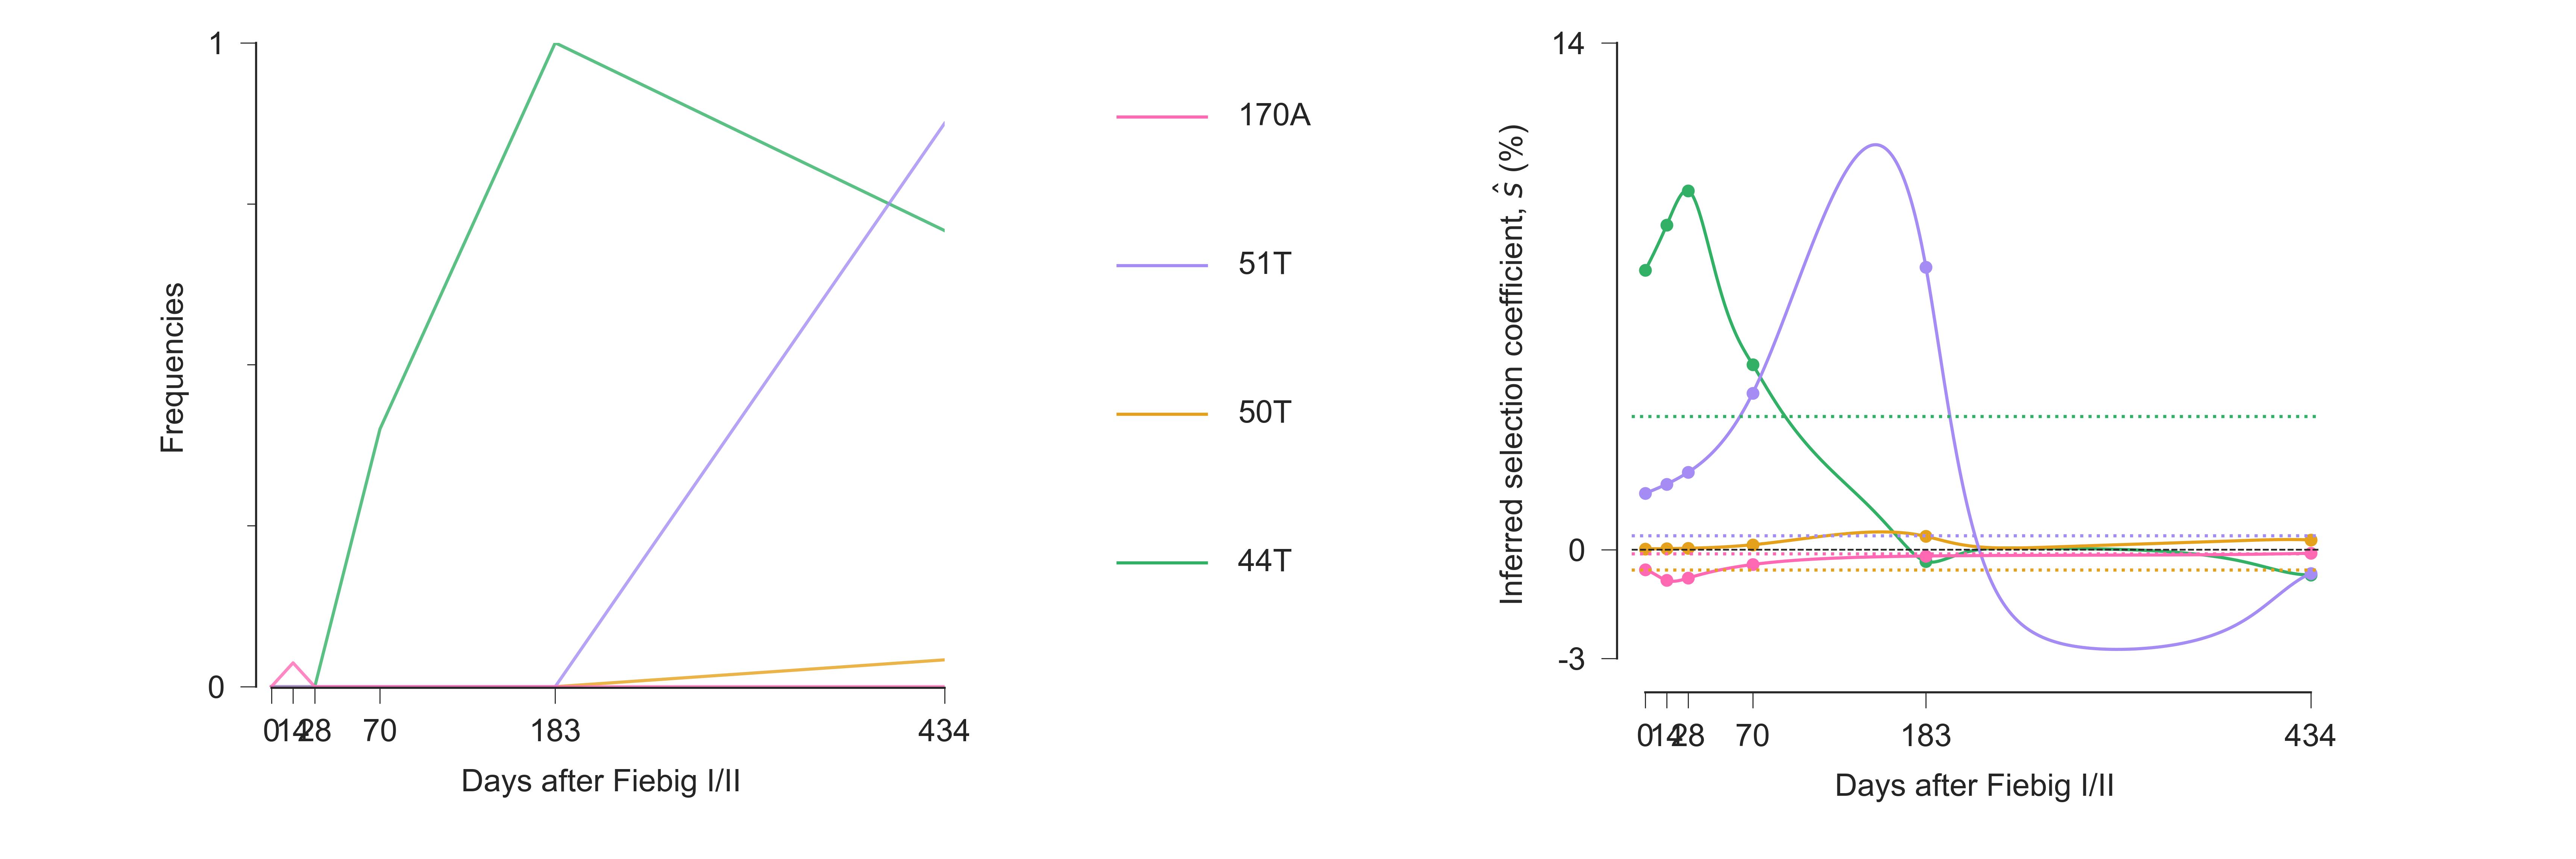 1
0
Frequencies
0
14
28
70
183
434
Days after Fiebig I/II
170A
51T
50T
44T
14
0
-3
Inferred selection coefficient, ŝ (%)
0
14
28
70
183
434
Days after Fiebig I/II